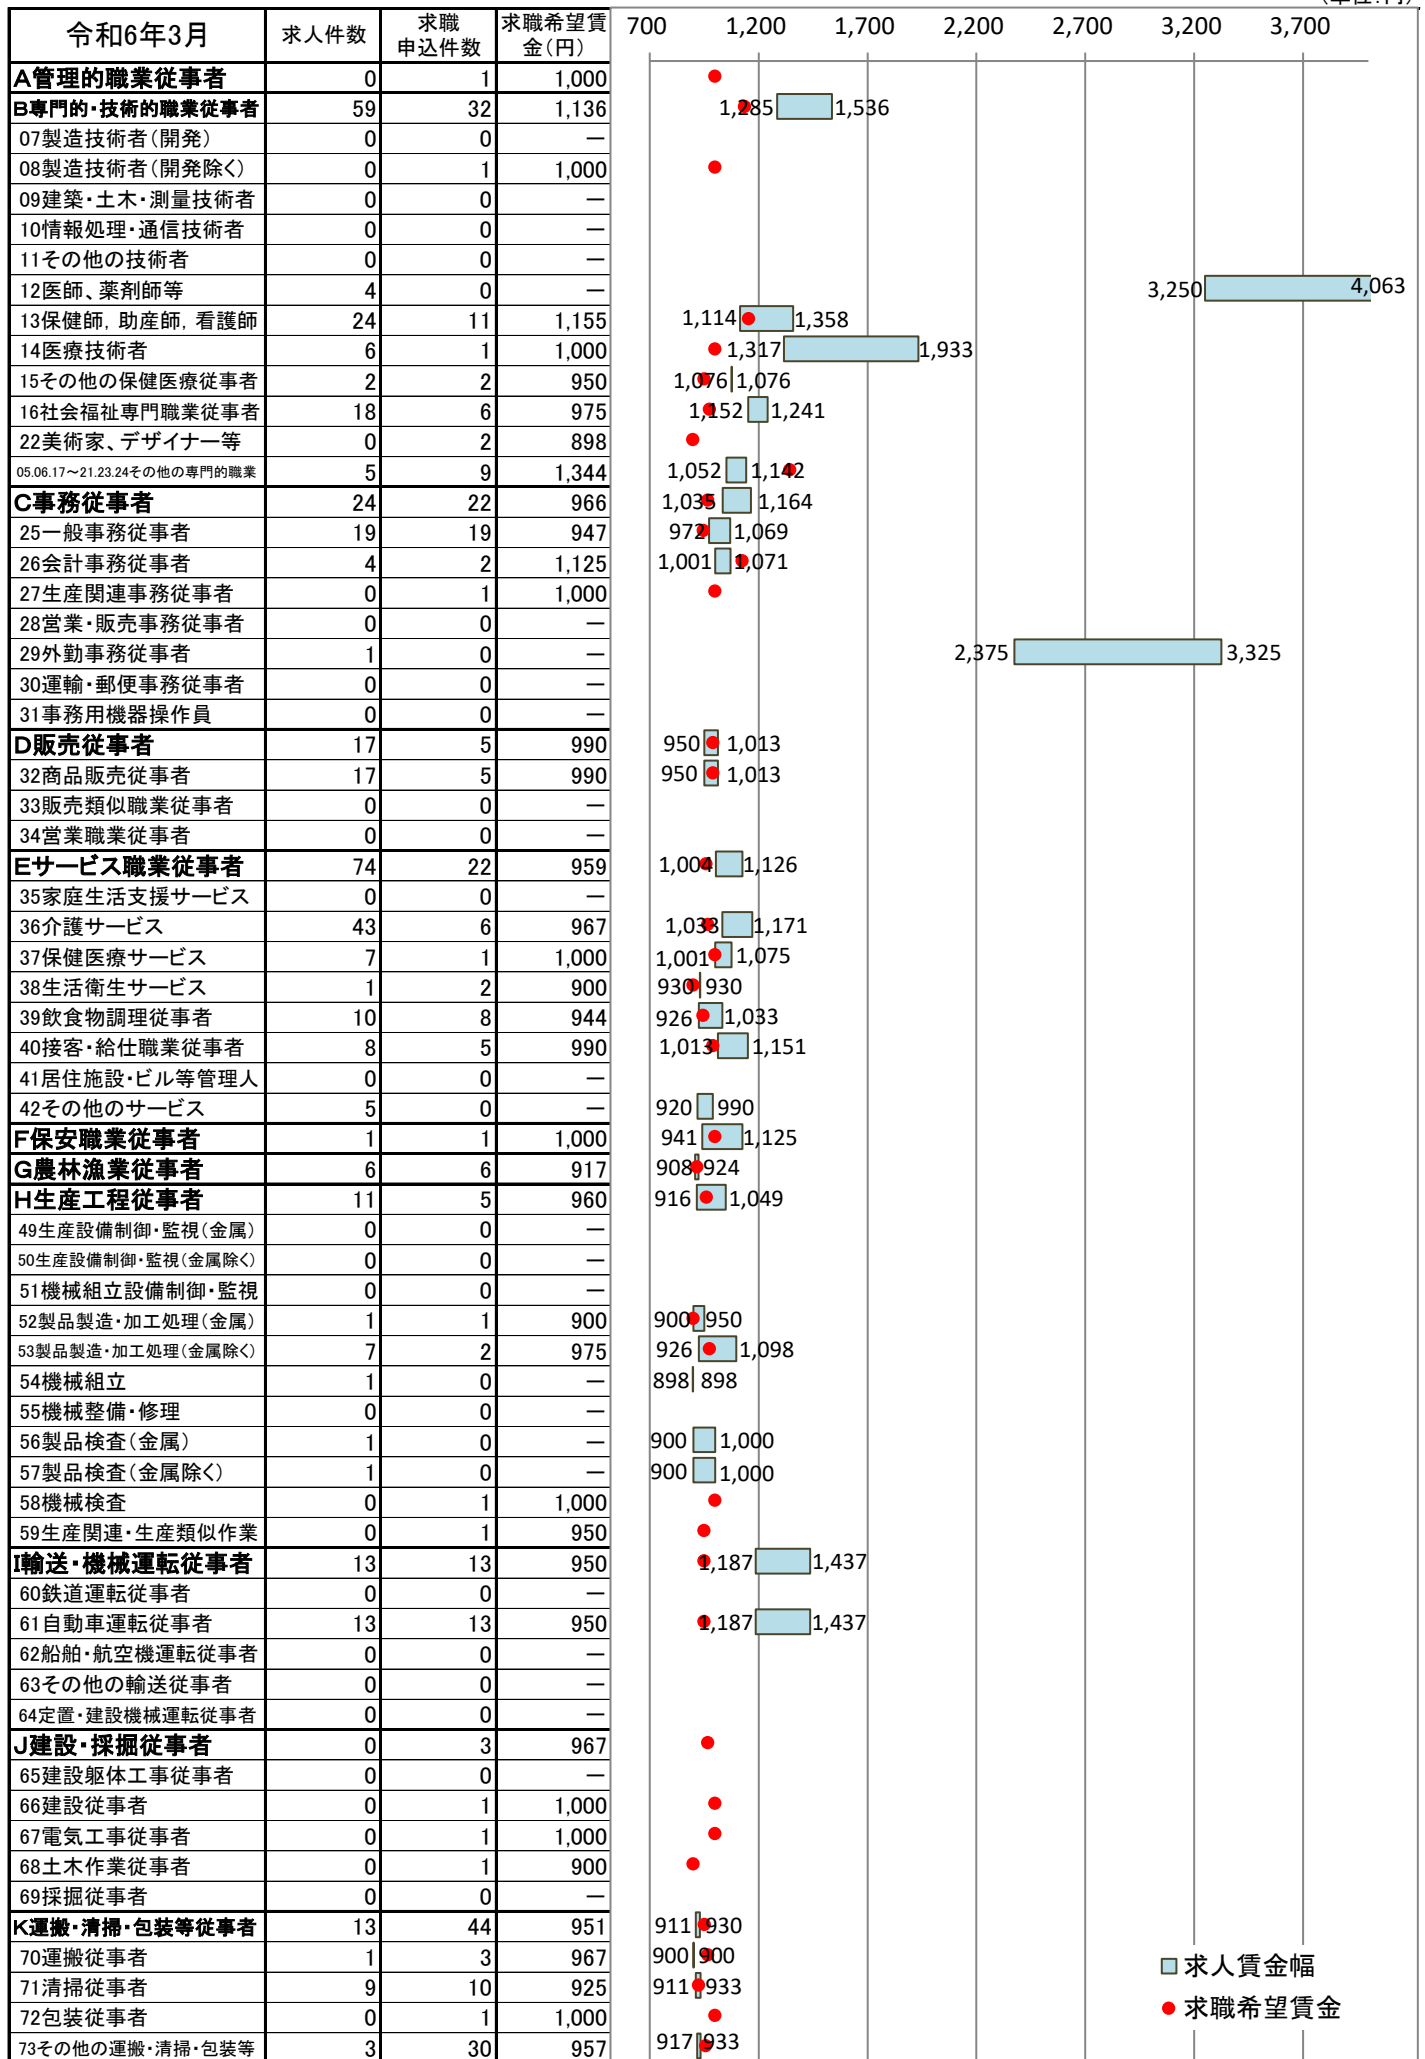 (単位:円)
令和6年3月 求人件数 求職申込件数 求職希望賃金(円) 700 1,200 1,700 2,200 2,700 3,200 3,700
A管理的職業従事者 0 1 1,000
B専門的・技術的職業従事者 59 32 1,136 1,285 1,536
07製造技術者(開発) 0 0 ―
08製造技術者(開発除く) 0 1 1,000
09建築・土木・測量技術者 0 0 ―
10情報処理・通信技術者 0 0 ―
11その他の技術者 0 0 ―
12医師、薬剤師等 4 0 ― 3,250 4,063
13保健師, 助産師, 看護師 24 11 1,155 1,114 1,358
14医療技術者 6 1 1,000 1,317 1,933
15その他の保健医療従事者 2 2 950 1,076 1,076
16社会福祉専門職業従事者 18 6 975 1,152 1,241
22美術家、デザイナー等 0 2 898
05.06.17～21.23.24その他の専門的職業 5 9 1,344 1,052 1,142
C事務従事者 24 22 966 1,035 1,164
25一般事務従事者 19 19 947 972 1,069
26会計事務従事者 4 2 1,125 1,001 1,071
27生産関連事務従事者 0 1 1,000
28営業・販売事務従事者 0 0 ―
29外勤事務従事者 1 0 ― 2,375 3,325
30運輸・郵便事務従事者 0 0 ―
31事務用機器操作員 0 0 ―
D販売従事者 17 5 990 950 1,013
32商品販売従事者 17 5 990 950 1,013
33販売類似職業従事者 0 0 ―
34営業職業従事者 0 0 ―
Eサービス職業従事者 74 22 959 1,004 1,126
35家庭生活支援サービス 0 0 ―
36介護サービス 43 6 967 1,033 1,171
37保健医療サービス 7 1 1,000 1,001 1,075
38生活衛生サービス 1 2 900 930 930
39飲食物調理従事者 10 8 944 926 1,033
40接客・給仕職業従事者 8 5 990 1,013 1,151
41居住施設・ビル等管理人 0 0 ―
42その他のサービス 5 0 ― 920 990
F保安職業従事者 1 1 1,000 941 1,125
G農林漁業従事者 6 6 917 908 924
H生産工程従事者 11 5 960 916 1,049
49生産設備制御・監視(金属) 0 0 ―
50生産設備制御・監視(金属除く) 0 0 ―
51機械組立設備制御・監視 0 0 ―
52製品製造・加工処理(金属) 1 1 900 900 950
53製品製造・加工処理(金属除く) 7 2 975 926 1,098
54機械組立 1 0 ― 898 898
55機械整備・修理 0 0 ―
56製品検査(金属) 1 0 ― 900 1,000
57製品検査(金属除く) 1 0 ― 900 1,000
58機械検査 0 1 1,000
59生産関連・生産類似作業 0 1 950
I輸送・機械運転従事者 13 13 950 1,187 1,437
60鉄道運転従事者 0 0 ―
61自動車運転従事者 13 13 950 1,187 1,437
62船舶・航空機運転従事者 0 0 ―
63その他の輸送従事者 0 0 ―
64定置・建設機械運転従事者 0 0 ―
J建設・採掘従事者 0 3 967
65建設躯体工事従事者 0 0 ―
66建設従事者 0 1 1,000
67電気工事従事者 0 1 1,000
68土木作業従事者 0 1 900
69採掘従事者 0 0 ―
K運搬・清掃・包装等従事者 13 44 951 911 930
70運搬従事者 1 3 967 900 900
71清掃従事者 9 10 925 911 933
72包装従事者 0 1 1,000
73その他の運搬・清掃・包装等 3 30 957 917 933
求人賃金幅
求職希望賃金